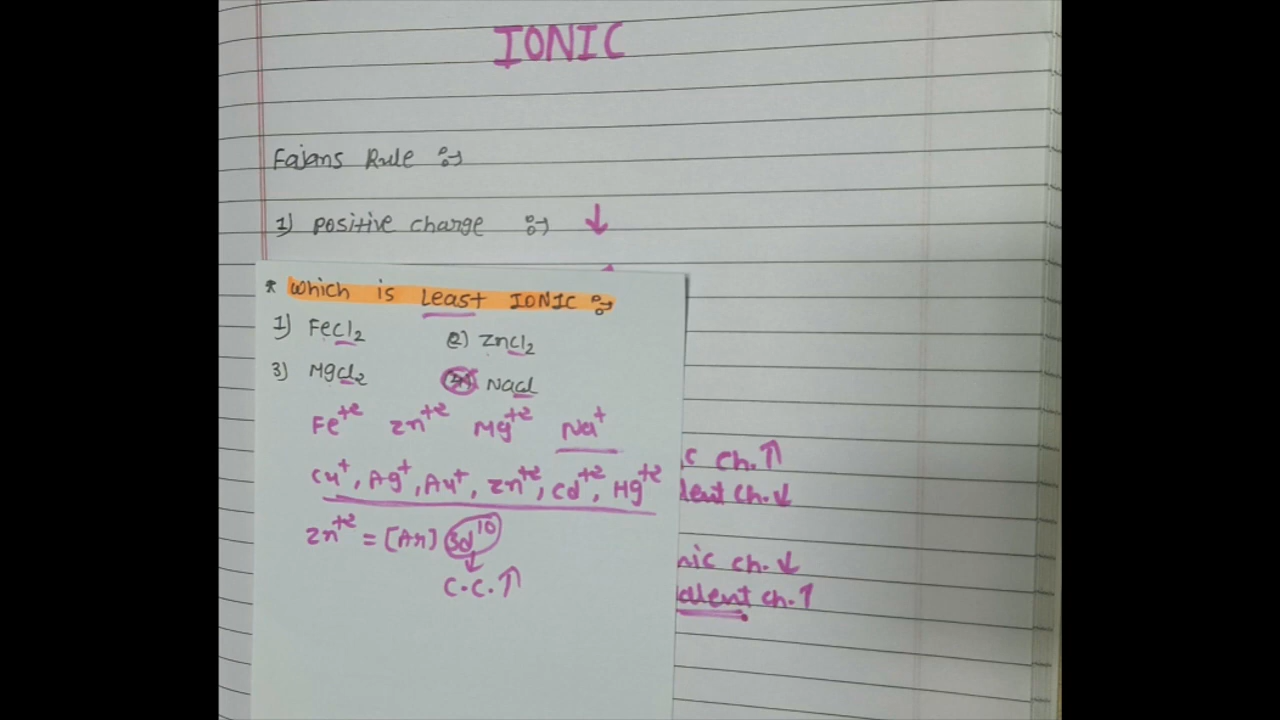 IONIC
Fajans Rule :-)
1) positive charge :-) ↓
* Which is Least IONIC :-)
1) FeCl₂ 2) ZnCl₂
3) MgCl₂ 4) NaCl
Fe⁺² Zn⁺² Mg⁺² Na⁺
Cu⁺, Ag⁺, Au⁺, Zn⁺², Cd⁺², Hg⁺²
c ch. ↑
lent ch. ↓
Zn⁺² = [Ar] 3d¹⁰
↓
C.C. ↑
nic ch. ↓
alent ch. ↑